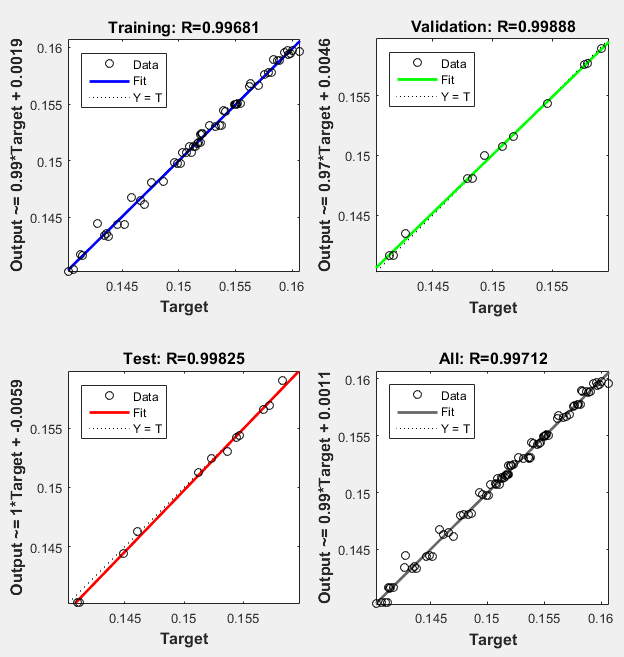 Training: R=0.99681
Output ~= 0.99*Target + 0.0019
0.16
0.155
0.15
0.145
Data
Fit
Y = T
0.145
0.15
0.155
0.16
Target
Validation: R=0.99888
Output ~= 0.97*Target + 0.0046
0.155
0.15
0.145
Data
Fit
Y = T
0.145
0.15
0.155
Target
Test: R=0.99825
Output ~= 1*Target + -0.0059
0.155
0.15
0.145
Data
Fit
Y = T
0.145
0.15
0.155
Target
All: R=0.99712
Output ~= 0.99*Target + 0.0011
0.16
0.155
0.15
0.145
Data
Fit
Y = T
0.145
0.15
0.155
0.16
Target